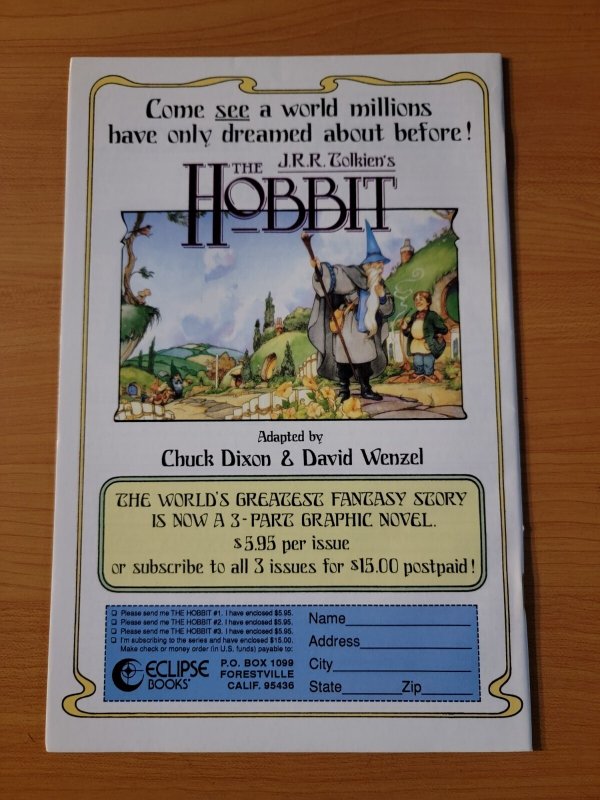 Come see a world millions
have only dreamed about before!
J.R.R. Tolkien's
THE
HOBBIT
Adapted by
Chuck Dixon & David Wenzel
THE WORLD'S GREATEST FANTASY STORY
IS NOW A 3-PART GRAPHIC NOVEL.
$5.95 per issue
or subscribe to all 3 issues for $15.00 postpaid!
Please send me THE HOBBIT #1. I have enclosed $5.95.
Please send me THE HOBBIT #2. I have enclosed $5.95.
Please send me THE HOBBIT #3. I have enclosed $5.95.
I'm subscribing to the series and have enclosed $15.00.
Make check or money order (in U.S. funds) payable to:
ECLIPSE
BOOKS
P.O. BOX 1099
FORESTVILLE
CALIF. 95436
Name
Address
City
State Zip